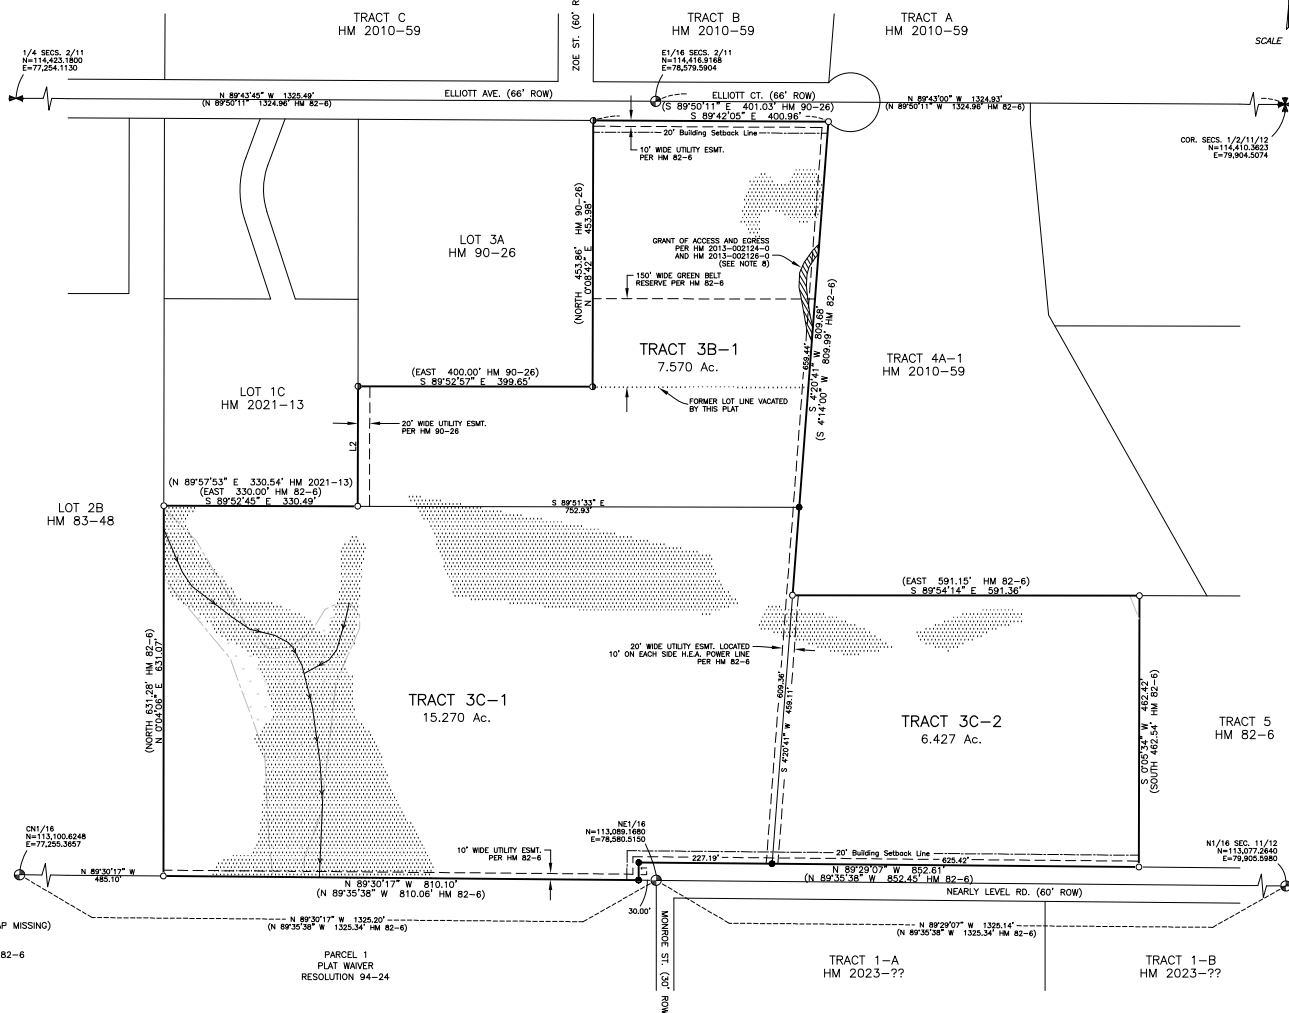 TRACT C
HM 2010-59
ZOE ST. (60' R
TRACT B
HM 2010-59
TRACT A
HM 2010-59
SCALE
1/4 SECS. 2/11
N=114,423.1800
E=77,254.1130
E1/16 SECS. 2/11
N=114,416.9168
E=78,579.5904
N 89°43'45" W 1325.49'
(N 89°50'11" 1324.96' HM 82-6)
ELLIOTT AVE. (66' ROW)
ELLIOTT CT. (66' ROW)
(S 89°50'11" E 401.03' HM 90-26)
S 89°42'05" E 400.96'
N 89°43'00" W 1324.93'
(N 89°50'11" W 1324.96' HM 82-6)
COR. SECS. 1/2/11/12
N=114,410.3623
E=79,904.5074
20' Building Setback Line
10' WIDE UTILITY ESMT.
PER HM 82-6
LOT 3A
HM 90-26
(NORTH 453.86' HM 90-26)
N 0°08'42" E 453.98'
GRANT OF ACCESS AND EGRESS
PER HM 2013-002124-0
AND HM 2013-002126-0
(SEE NOTE 8)
150' WIDE GREEN BELT
RESERVE PER HM 82-6
TRACT 3B-1
7.570 Ac.
659.44'
S 4°20'41" W 809.68'
(S 4°14'00" W 809.99' HM 82-6)
TRACT 4A-1
HM 2010-59
(EAST 400.00' HM 90-26)
S 89°52'57" E 399.65'
LOT 1C
HM 2021-13
FORMER LOT LINE VACATED
BY THIS PLAT
20' WIDE UTILITY ESMT.
PER HM 90-26
L2
(N 89°57'53" E 330.54' HM 2021-13)
(EAST 330.00' HM 82-6)
S 89°52'45" E 330.49'
S 89°51'33" E
752.93'
LOT 2B
HM 83-48
(EAST 591.15' HM 82-6)
S 89°54'14" E 591.36'
20' WIDE UTILITY ESMT. LOCATED
10' ON EACH SIDE H.E.A. POWER LINE
PER HM 82-6
(NORTH 631.28' HM 82-6)
N 0°04'06" E 631.07'
TRACT 3C-1
15.270 Ac.
609.36'
S 4°20'41" W 459.11'
TRACT 3C-2
6.427 Ac.
S 0°05'34" W 462.42'
(SOUTH 462.54' HM 82-6)
TRACT 5
HM 82-6
CN1/16
N=113,100.6248
E=77,255.3657
NE1/16
N=113,089.1680
E=78,580.5150
N1/16 SEC. 11/12
N=113,077.2640
E=79,905.5980
10' WIDE UTILITY ESMT.
PER HM 82-6
20' Building Setback Line
227.19'
625.42'
L1
N 89°30'17" W
485.10'
N 89°30'17" W 810.10'
(N 89°35'38" W 810.06' HM 82-6)
N 89°29'07" W 852.61'
(N 89°35'38" W 852.45' HM 82-6)
NEARLY LEVEL RD. (60' ROW)
30.00'
N 89°30'17" W 1325.20'
(N 89°35'38" W 1325.34' HM 82-6)
N 89°29'07" W 1325.14'
(N 89°35'38" W 1325.34' HM 82-6)
MONROE ST. (30' ROW
P MISSING)
82-6
PARCEL 1
PLAT WAIVER
RESOLUTION 94-24
TRACT 1-A
HM 2023-??
TRACT 1-B
HM 2023-??